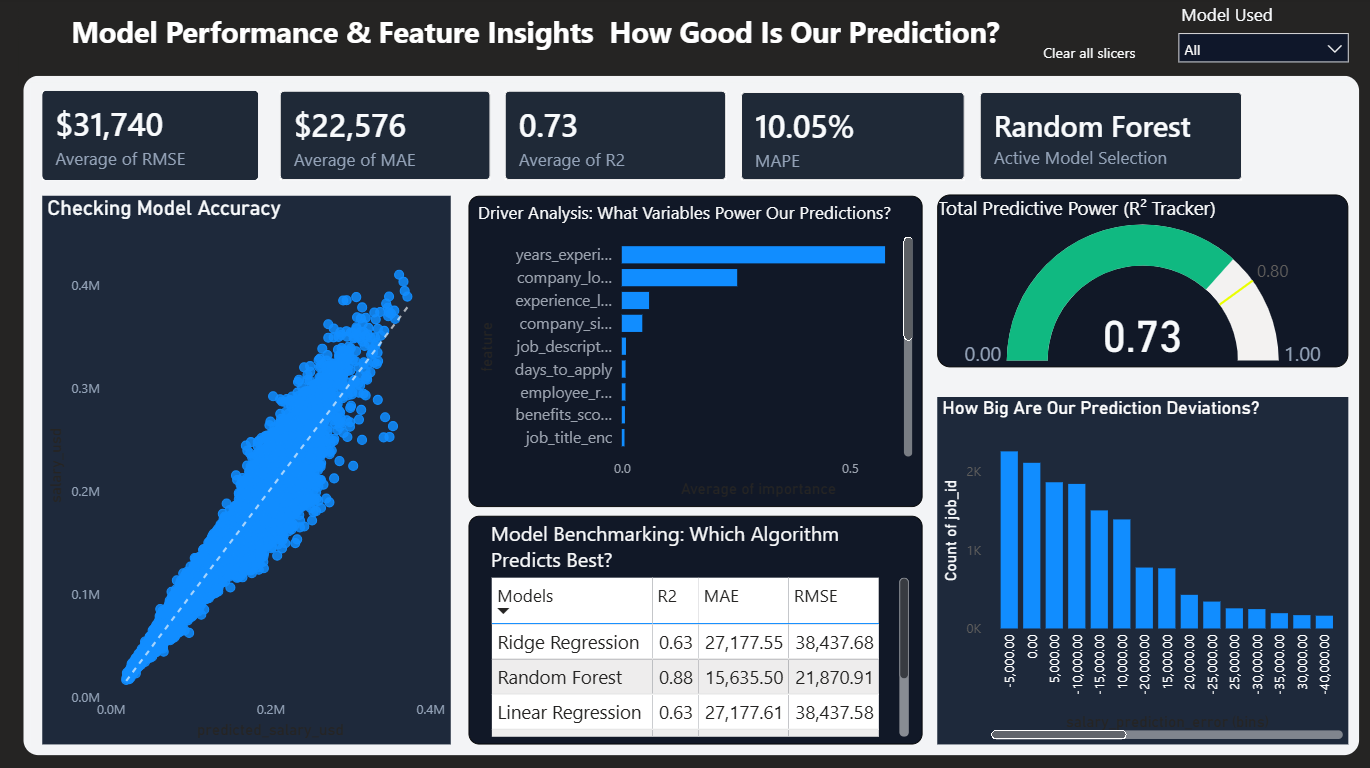 Model Performance & Feature Insights How Good Is Our Prediction?
Model Used
Clear all slicers
All
$31,740
Average of RMSE
$22,576
Average of MAE
0.73
Average of R2
10.05%
MAPE
Random Forest
Active Model Selection
Checking Model Accuracy
0.4M
0.3M
0.2M
0.1M
0.0M
0.0M
0.2M
0.4M
Driver Analysis: What Variables Power Our Predictions?
feature
years_experi...
company_lo...
experience_l...
company_si...
job_descript...
days_to_apply
employee_r...
benefits_sco...
job_title_enc
0.0
0.5
Average of importance
Model Benchmarking: Which Algorithm
Predicts Best?
Models R2 MAE RMSE
Ridge Regression 0.63 27,177.55 38,437.68
Random Forest 0.88 15,635.50 21,870.91
Linear Regression 0.63 27,177.61 38,437.58
Total Predictive Power (R² Tracker)
0.80
0.73
0.00
1.00
How Big Are Our Prediction Deviations?
Count of job_id
2K
1K
0K
-5,000.00
0.00
5,000.00
-10,000.00
-15,000.00
10,000.00
-20,000.00
15,000.00
20,000.00
-25,000.00
25,000.00
-30,000.00
-35,000.00
30,000.00
-40,000.00